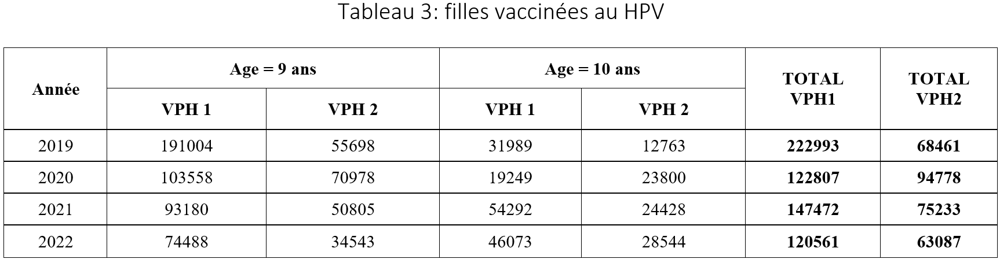 Tableau 3: filles vaccinées au HPV
Année Age = 9 ans Age = 10 ans TOTAL VPH1 TOTAL VPH2
VPH 1 VPH 2 VPH 1 VPH 2
2019 191004 55698 31989 12763 222993 68461
2020 103558 70978 19249 23800 122807 94778
2021 93180 50805 54292 24428 147472 75233
2022 74488 34543 46073 28544 120561 63087